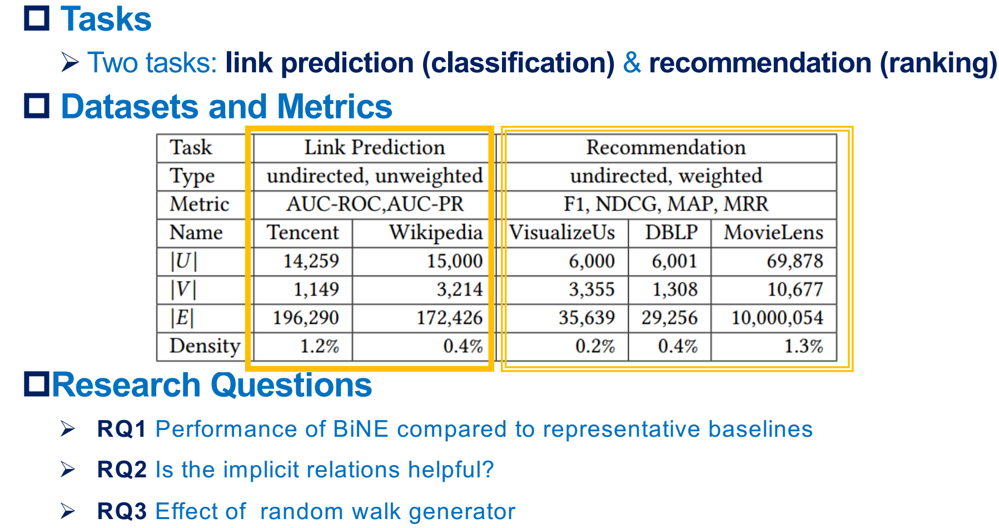 Tasks
Two tasks: link prediction (classification) & recommendation (ranking)
Datasets and Metrics
Task Link Prediction Recommendation
Type undirected, unweighted undirected, weighted
Metric AUC-ROC,AUC-PR F1, NDCG, MAP, MRR
Name Tencent Wikipedia VisualizeUs DBLP MovieLens
|U| 14,259 15,000 6,000 6,001 69,878
|V| 1,149 3,214 3,355 1,308 10,677
|E| 196,290 172,426 35,639 29,256 10,000,054
Density 1.2% 0.4% 0.2% 0.4% 1.3%
Research Questions
RQ1 Performance of BiNE compared to representative baselines
RQ2 Is the implicit relations helpful?
RQ3 Effect of random walk generator